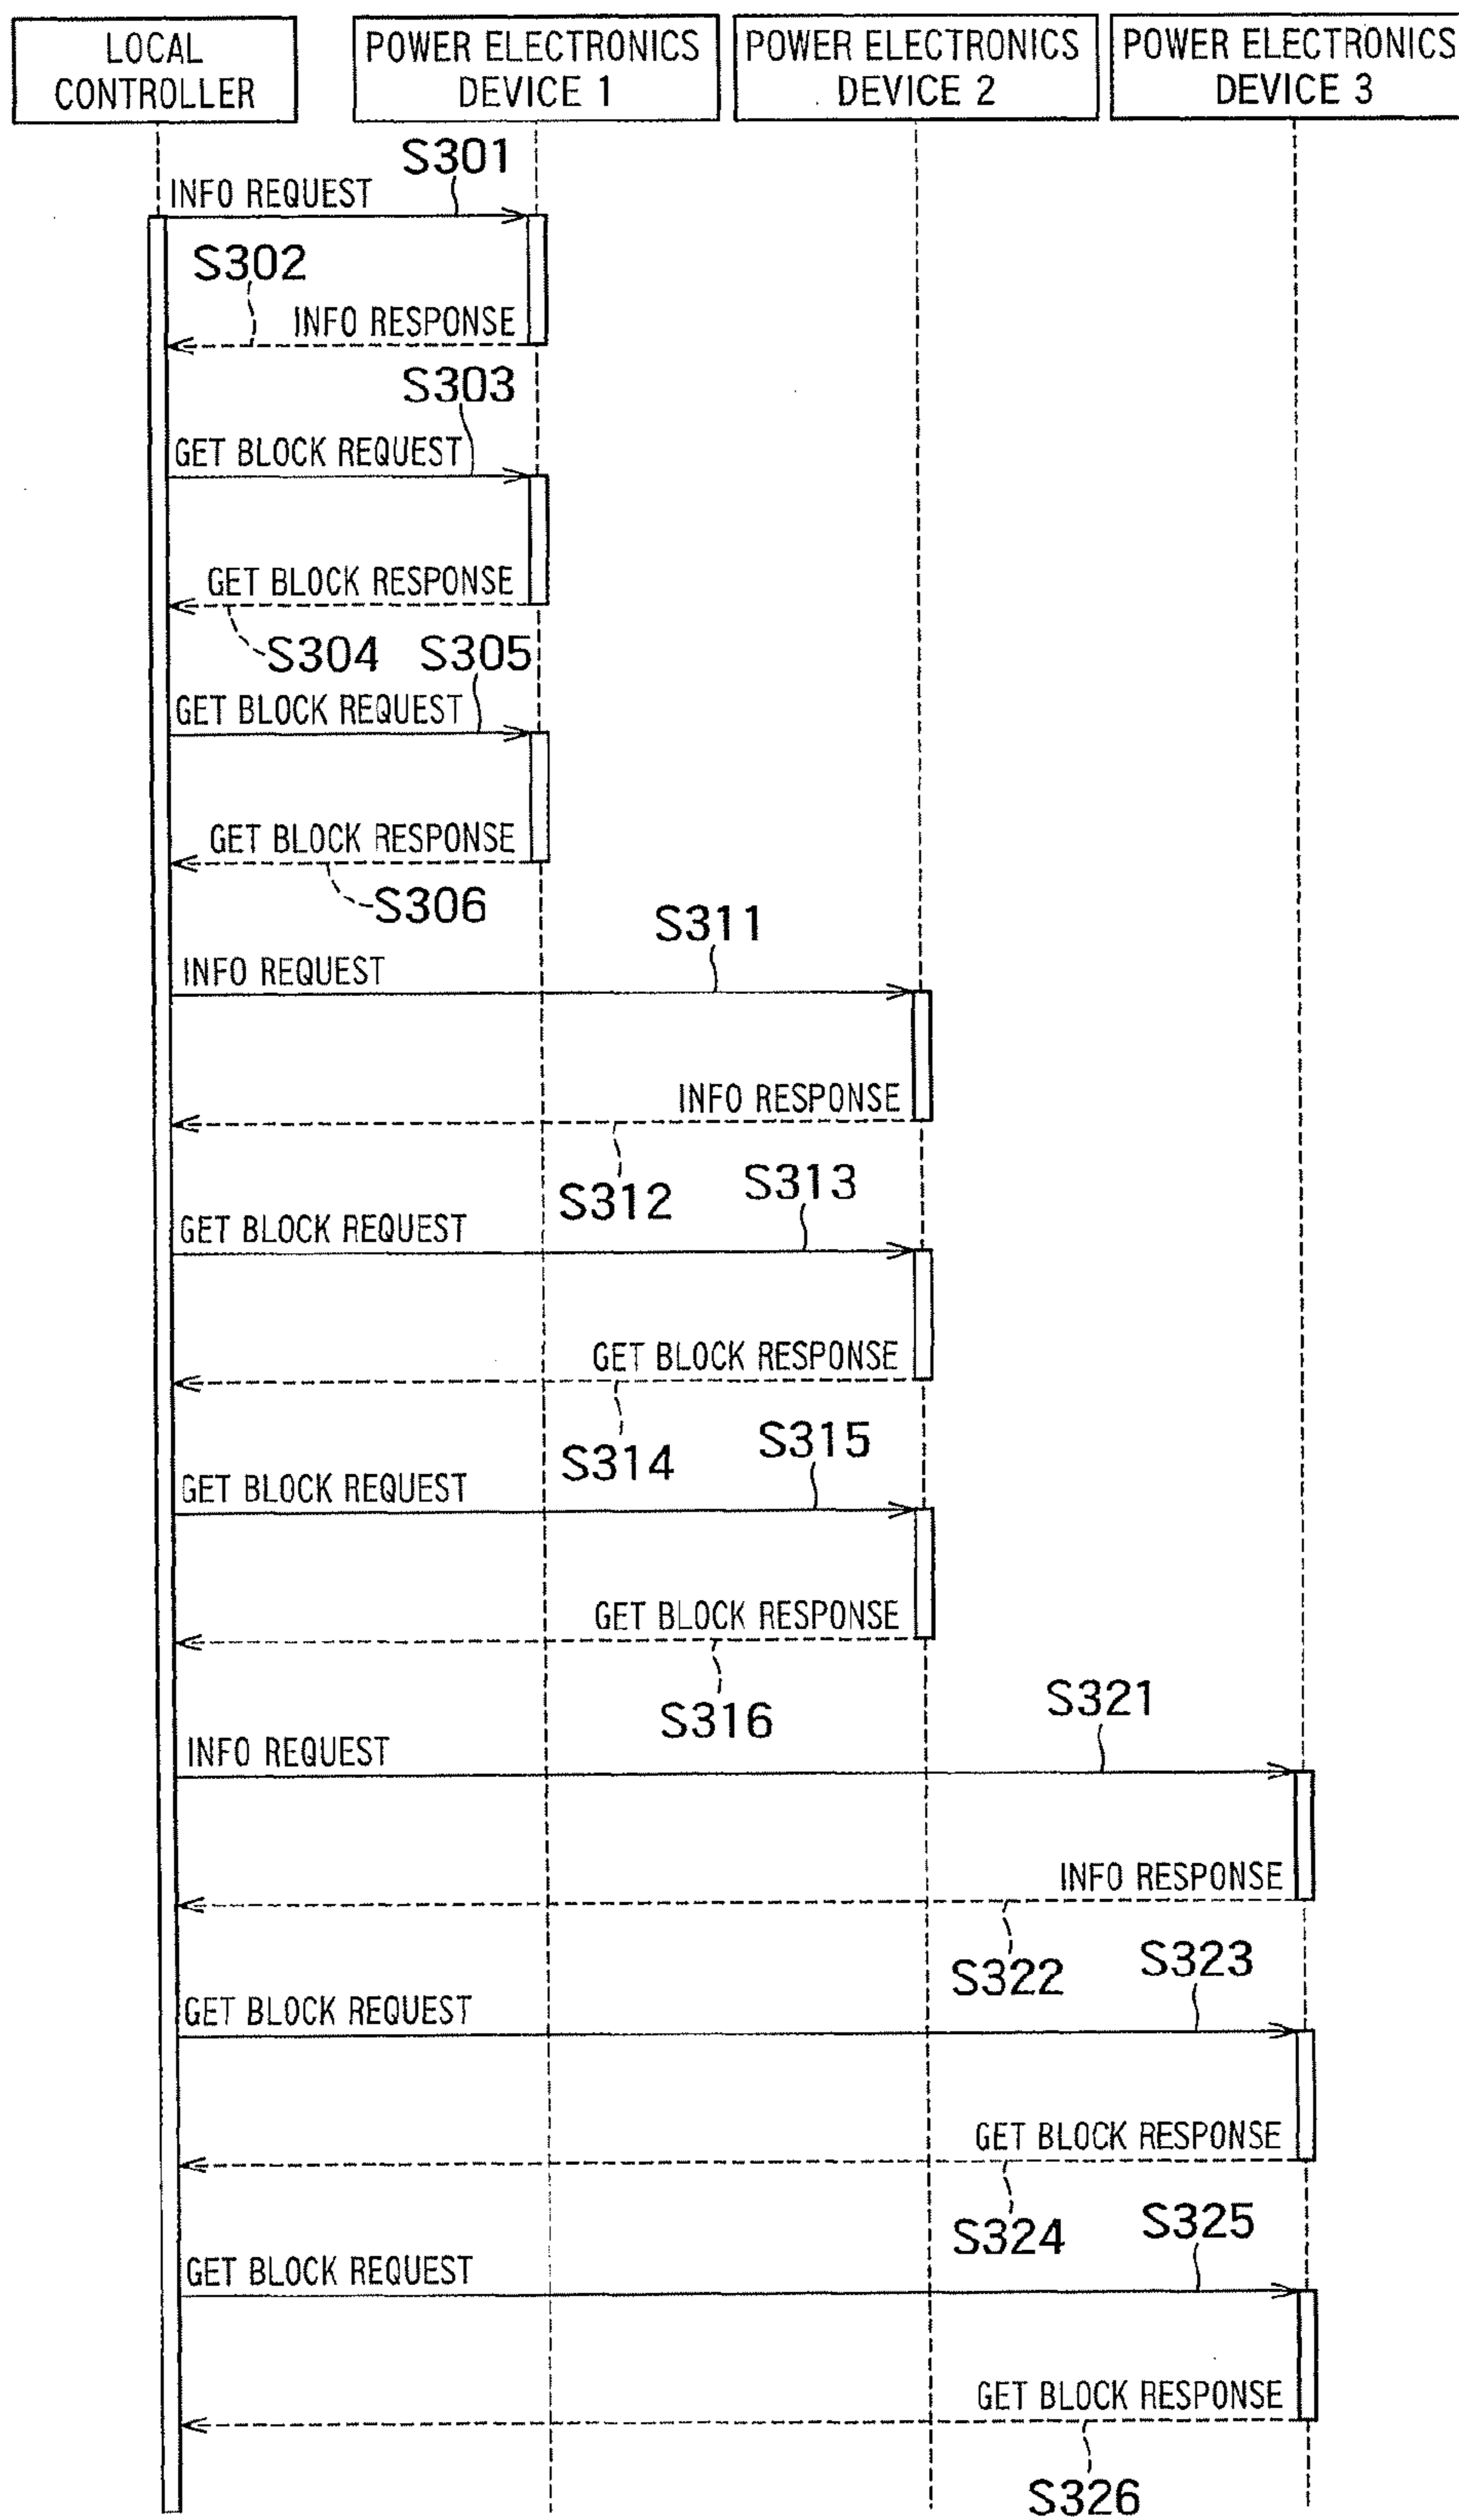 LOCAL
CONTROLLER
POWER ELECTRONICS
DEVICE 1
POWER ELECTRONICS
DEVICE 2
POWER ELECTRONICS
DEVICE 3
S301
INFO REQUEST
S302
INFO RESPONSE
S303
GET BLOCK REQUEST
GET BLOCK RESPONSE
S304
S305
GET BLOCK REQUEST
GET BLOCK RESPONSE
S306
S311
INFO REQUEST
INFO RESPONSE
S312
S313
GET BLOCK REQUEST
GET BLOCK RESPONSE
S314
S315
GET BLOCK REQUEST
GET BLOCK RESPONSE
S316
S321
INFO REQUEST
INFO RESPONSE
S322
S323
GET BLOCK REQUEST
GET BLOCK RESPONSE
S324
S325
GET BLOCK REQUEST
GET BLOCK RESPONSE
S326